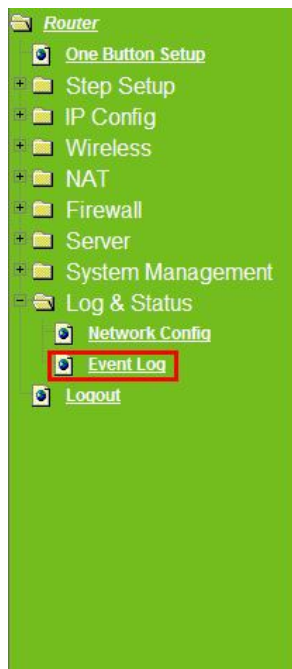 Router
One Button Setup
Step Setup
IP Config
Wireless
NAT
Firewall
Server
System Management
Log & Status
Network Config
Event Log
Logout